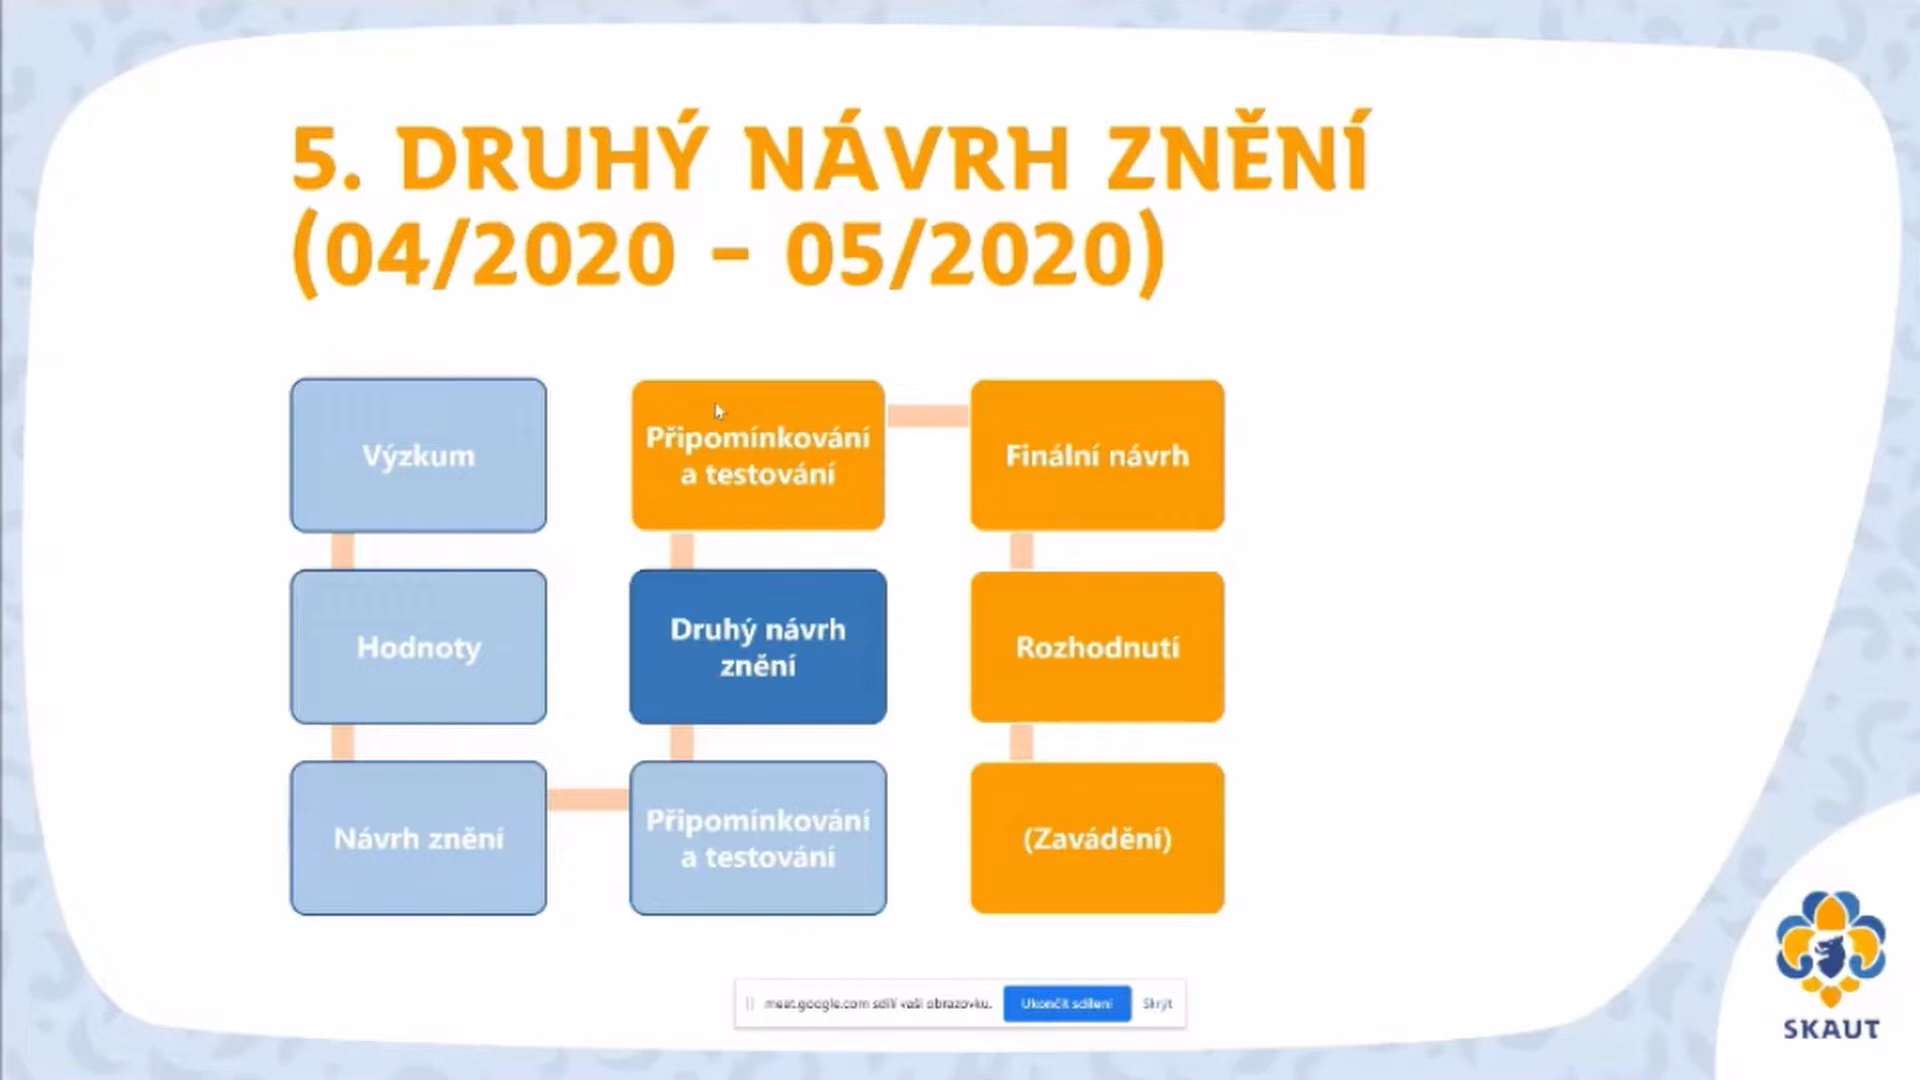 5. DRUHÝ NÁVRH ZNĚNÍ
(04/2020 – 05/2020)
Výzkum
Hodnoty
Návrh znění
Připomínkování
a testování
Druhý návrh
znění
Připomínkování
a testování
Finální návrh
Rozhodnutí
(Zavádění)
meet.google.com sdílí vaši obrazovku.
Ukončit sdílení
Skrýt
SKAUT